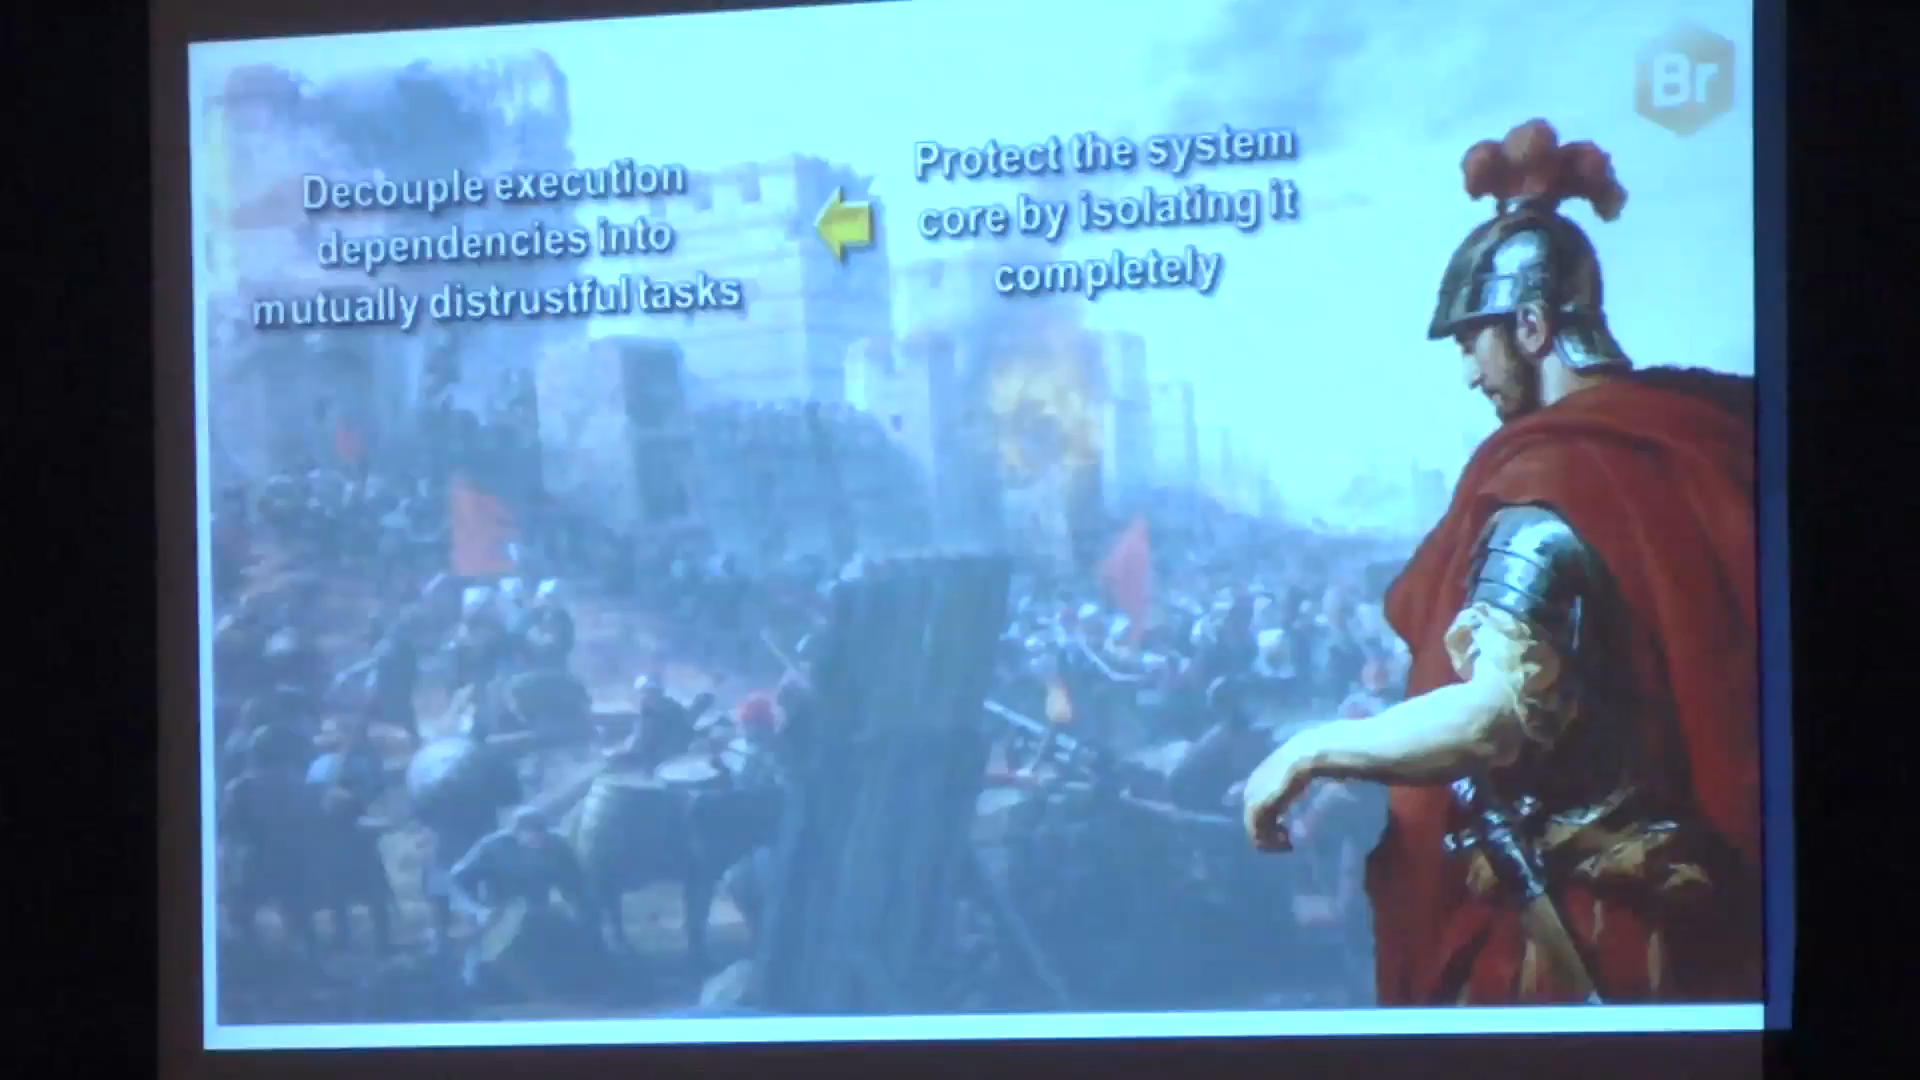 Decouple execution
dependencies into
mutually distrustful tasks
Protect the system
core by isolating it
completely
Br